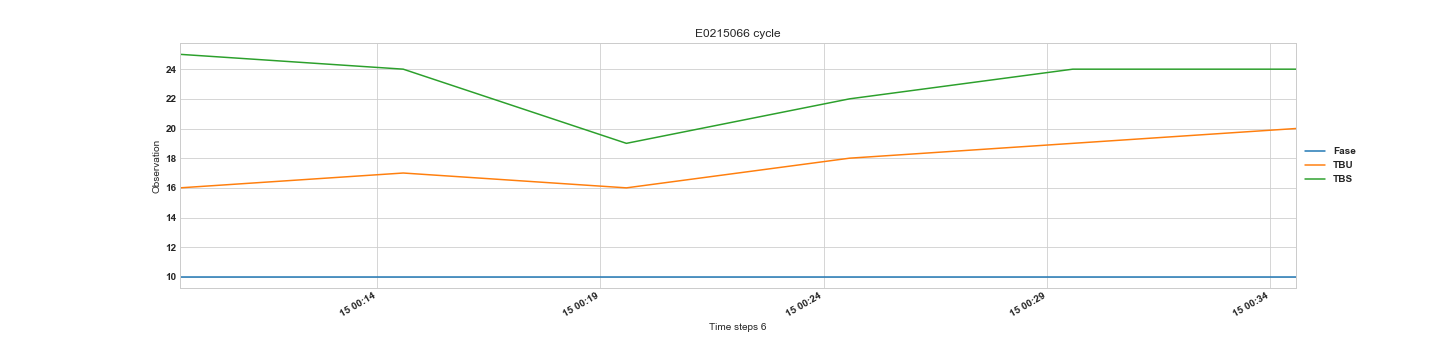 E0215066 cycle
24
22
20
18
16
14
12
10
Observation
15 00:14
15 00:19
15 00:24
15 00:29
15 00:34
Time steps 6
Fase
TBU
TBS